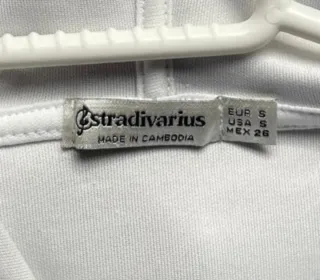 stradivarius
MADE IN CAMBODIA
EUR S
USA S
MEX 26